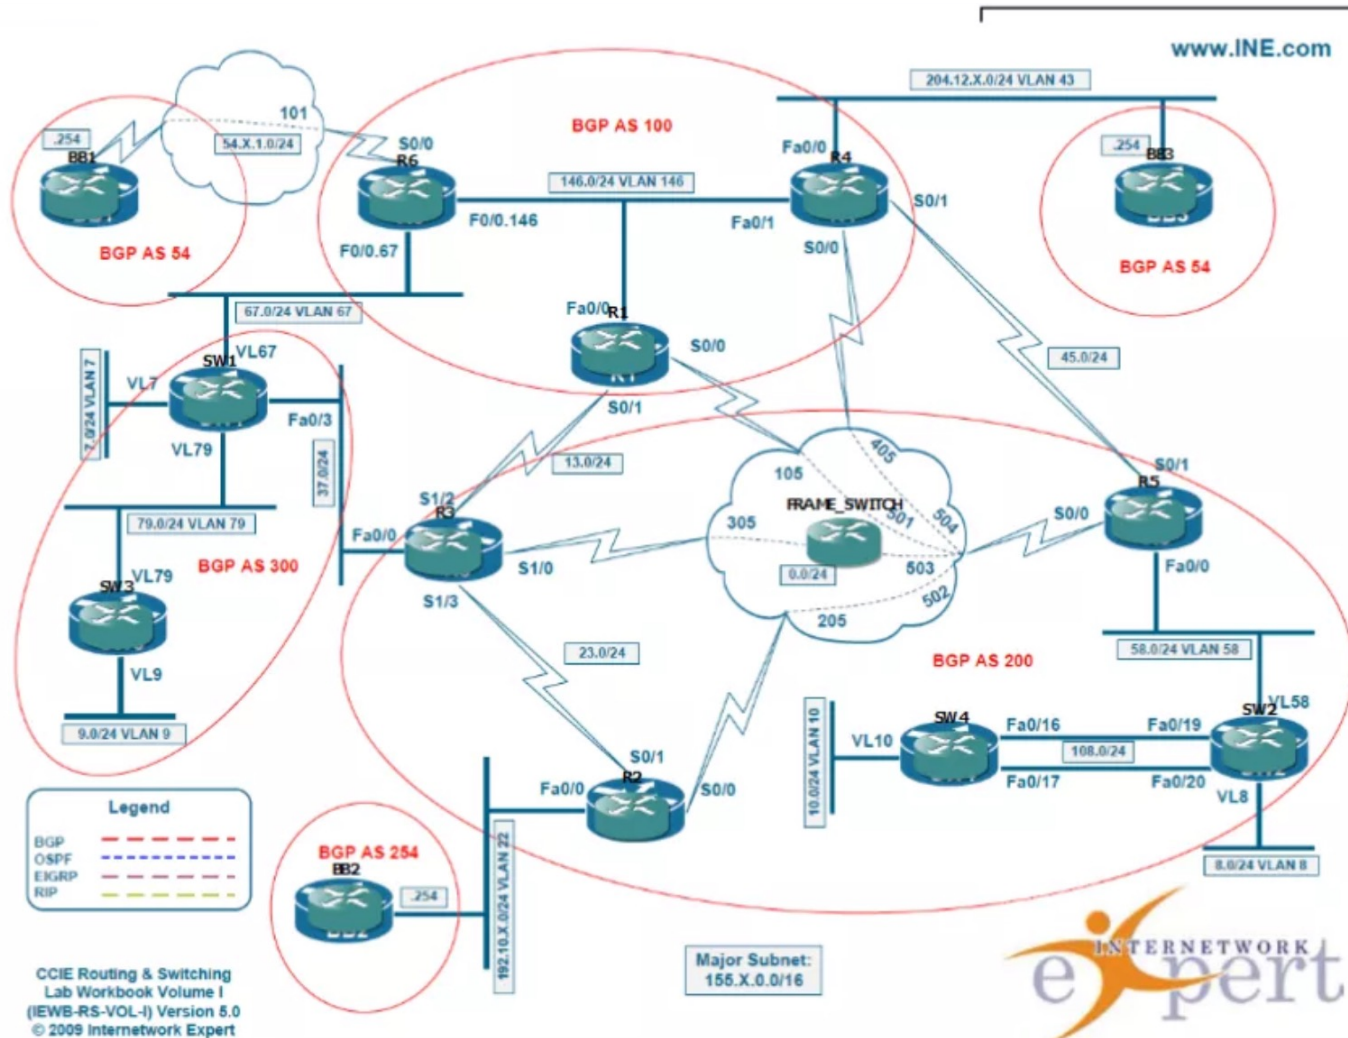 www.INE.com
204.12.X.0/24 VLAN 43
101
.254
BB1
54.X.1.0/24
S0/0
R6
BGP AS 100
Fa0/0
R4
.254
146.0/24 VLAN 146
F0/0.146
Fa0/1
S0/1
S0/0
F0/0.67
BGP AS 54
BGP AS 54
67.0/24 VLAN 67
Fa0/0
R1
S0/0
S0/1
45.0/24
SW1
VL67
VL7
7.0/24 VLAN 7
Fa0/3
VL79
37.0/24
13.0/24
405
105
S1/2
R3
FRAME_SWITCH
501
504
S0/1
R5
S0/0
79.0/24 VLAN 79
305
Fa0/0
S1/0
503
0.0/24
502
205
Fa0/0
BGP AS 300
VL79
SW3
S1/3
VL9
23.0/24
BGP AS 200
58.0/24 VLAN 58
9.0/24 VLAN 9
VL58
SW2
SW4
Fa0/16
Fa0/19
VL10
10.0/24 VLAN 10
108.0/24
Fa0/17
Fa0/20
VL8
S0/1
R2
Fa0/0
S0/0
8.0/24 VLAN 8
Legend
BGP
OSPF
EIGRP
RIP
BGP AS 254
BB2
.254
192.10.X.0/24 VLAN 22
Major Subnet:
155.X.0.0/16
INTERNETWORK
expert
CCIE Routing & Switching
Lab Workbook Volume I
(IEWB-RS-VOL-I) Version 5.0
© 2009 Internetwork Expert